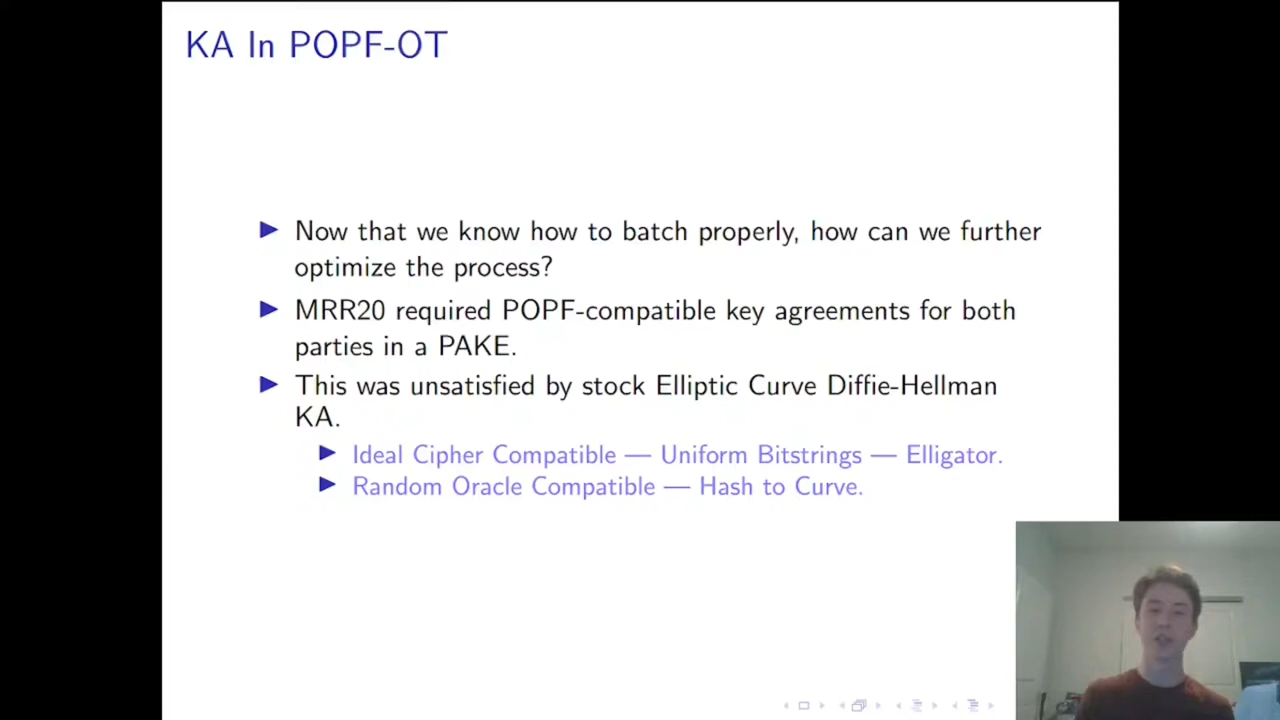 KA In POPF-OT
Now that we know how to batch properly, how can we further
optimize the process?
MRR20 required POPF-compatible key agreements for both
parties in a PAKE.
This was unsatisfied by stock Elliptic Curve Diffie-Hellman
KA.
Ideal Cipher Compatible — Uniform Bitstrings — Elligator.
Random Oracle Compatible — Hash to Curve.